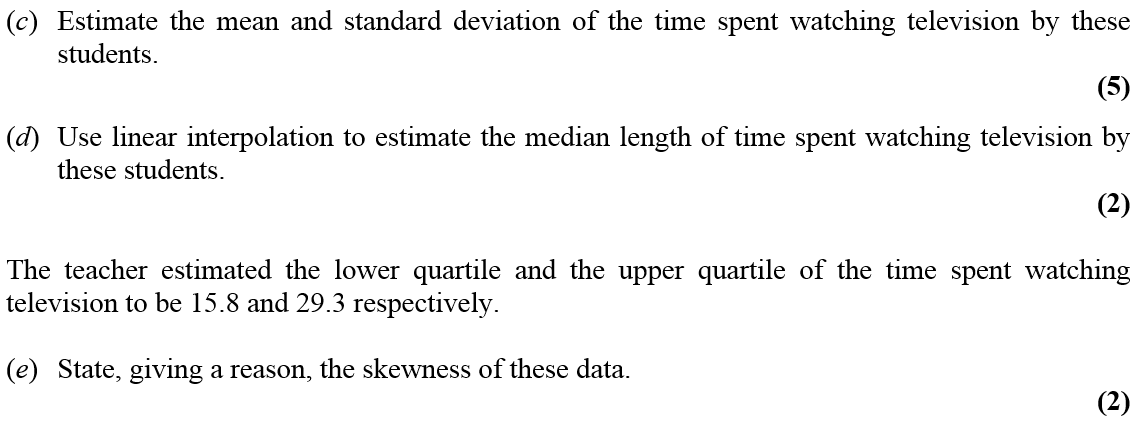 (c) Estimate the mean and standard deviation of the time spent watching television by these
students.
(5)
(d) Use linear interpolation to estimate the median length of time spent watching television by
these students.
(2)
The teacher estimated the lower quartile and the upper quartile of the time spent watching
television to be 15.8 and 29.3 respectively.
(e) State, giving a reason, the skewness of these data.
(2)